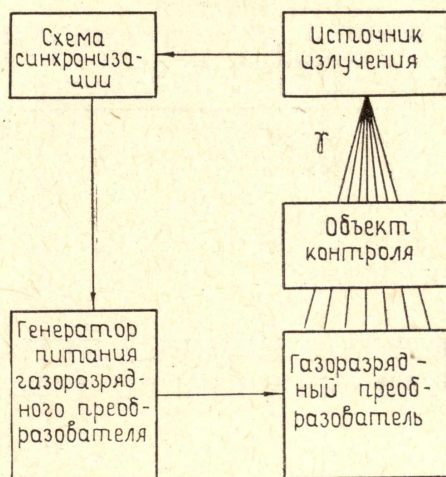 Схема
синхрониза-
ции
Источник
излучения
γ
Объект
контроля
Генератор
питания
газоразряд-
ного преоб-
разователя
Газоразряд-
ный преоб-
разователь